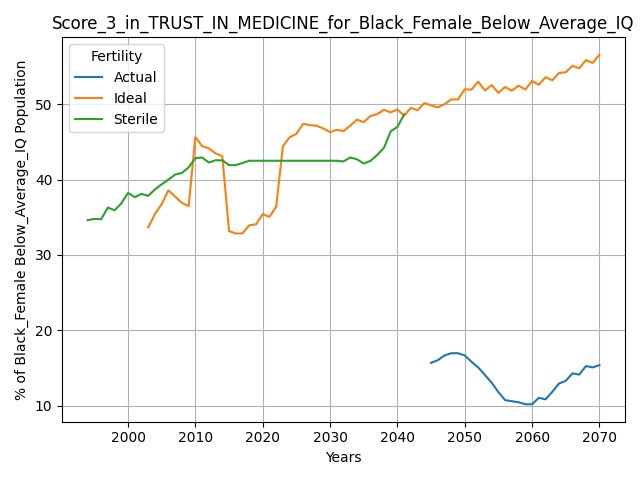 Score_3_in_TRUST_IN_MEDICINE_for_Black_Female_Below_Average_IQ
% of Black_Female Below_Average_IQ Population
Fertility
Actual
Ideal
Sterile
50
40
30
20
10
2000 2010 2020 2030 2040 2050 2060 2070
Years